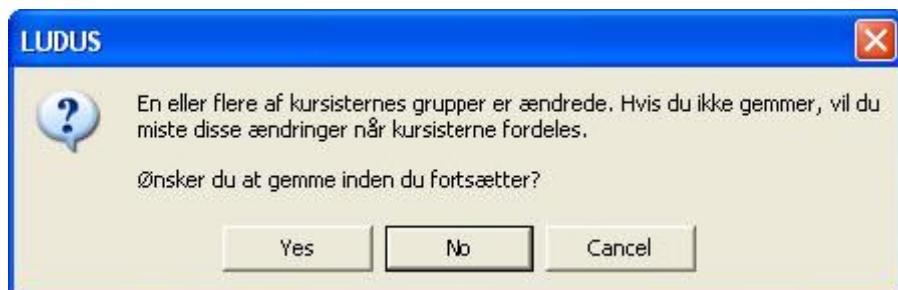 LUDUS
En eller flere af kursisternes grupper er ændrede. Hvis du ikke gemmer, vil du
miste disse ændringer når kursisterne fordeles.
Ønsker du at gemme inden du fortsætter?
Yes No Cancel